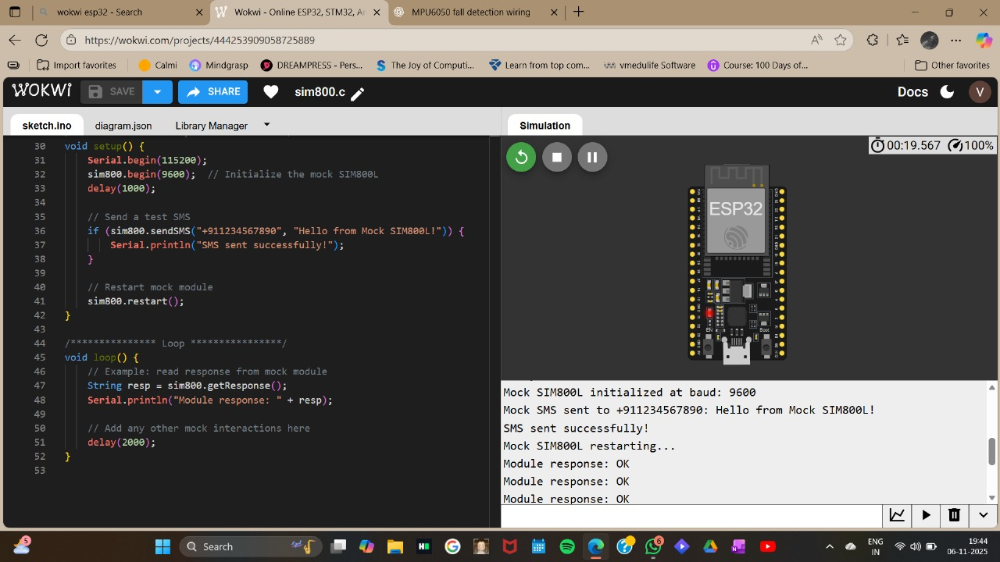 wokwi esp32 - Search
Wokwi - Online ESP32, STM32, Ar
MPU6050 fall detection wiring
https://wokwi.com/projects/444253909058725889
Import favorites
Calmi
Mindgrasp
DREAMPRESS - Pers...
The Joy of Computi...
Learn from top com...
vmedulife Software
Course: 100 Days of...
Other favorites
WOKWi
SAVE
SHARE
sim800.c
Docs
V
sketch.ino
diagram.json
Library Manager
Simulation
00:19.567
100%
30 void setup() {
31 Serial.begin(115200);
32 sim800.begin(9600);  // Initialize the mock SIM800L
33 delay(1000);
34
35 // Send a test SMS
36 if (sim800.sendSMS("+911234567890", "Hello from Mock SIM800L!")) {
37 Serial.println("SMS sent successfully!");
38 }
39
40 // Restart mock module
41 sim800.restart();
42 }
43
44 /*************** Loop ****************/
45 void loop() {
46 // Example: read response from mock module
47 String resp = sim800.getResponse();
48 Serial.println("Module response: " + resp);
49
50 // Add any other mock interactions here
51 delay(2000);
52 }
53
ESP32
EN
Boot
Mock SIM800L initialized at baud: 9600
Mock SMS sent to +911234567890: Hello from Mock SIM800L!
SMS sent successfully!
Mock SIM800L restarting...
Module response: OK
Module response: OK
Module response: OK
5
Search
6
ENG
IN
19:44
06-11-2025